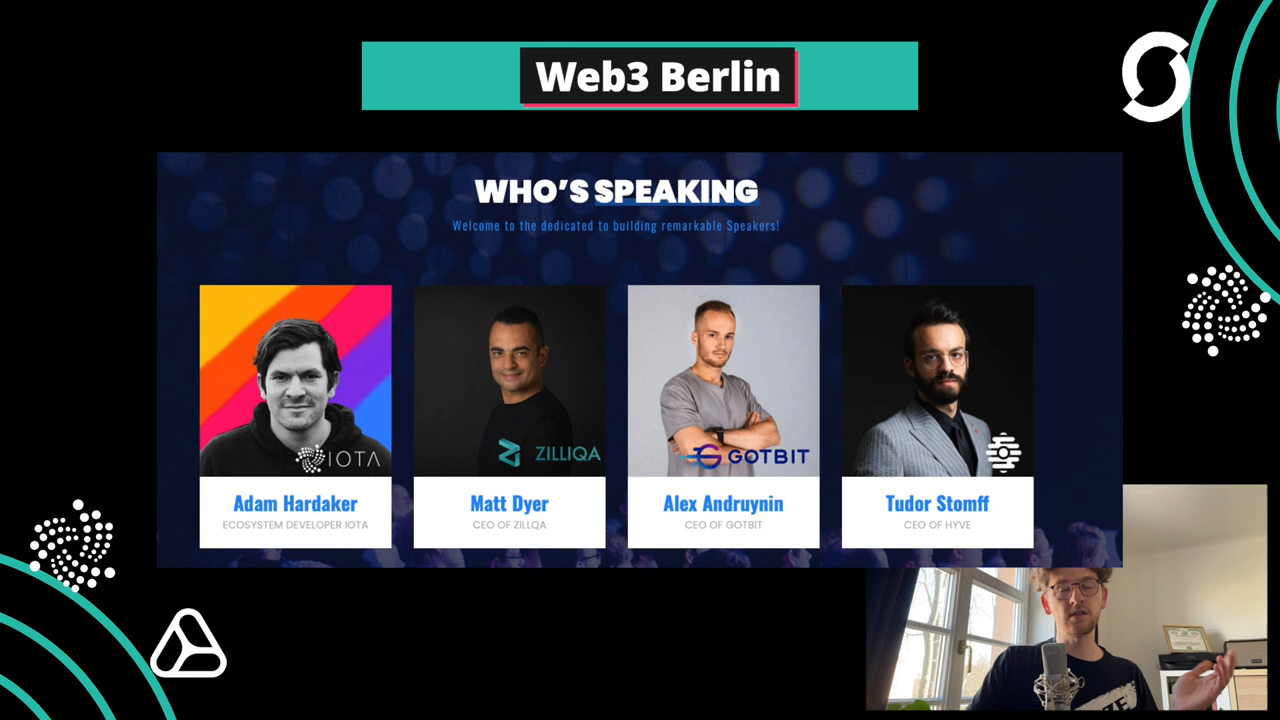 Web3 Berlin
WHO'S SPEAKING
Welcome to the dedicated to building remarkable Speakers!
IOTA
ZILLIQA
GOTBIT
Adam Hardaker
Matt Dyer
Alex Andruynin
Tudor Stomff
ECOSYSTEM DEVELOPER IOTA
CEO OF ZILLQA
CEO OF GOTBIT
CEO OF HYVE